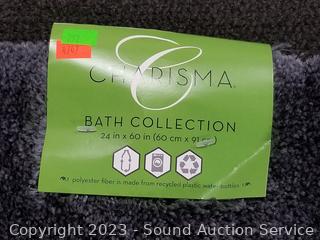 C
CHARISMA
BATH COLLECTION
24 in x 60 in (60 cm x 91
polyester fiber is made from recycled plastic water bottles
Copyright 2023 - Sound Auction Service